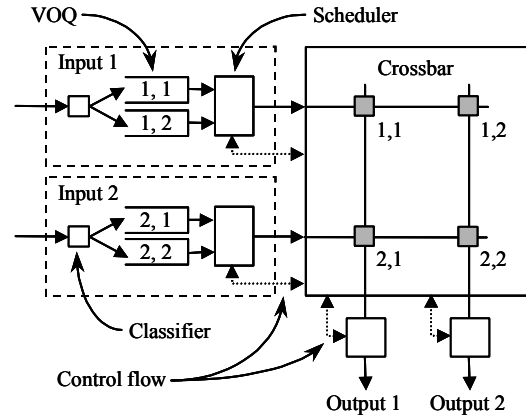 VOQ
Scheduler
Input 1
Crossbar
1, 1
1, 2
1,1
1,2
Input 2
2, 1
2, 2
2,1
2,2
Classifier
Control flow
Output 1
Output 2